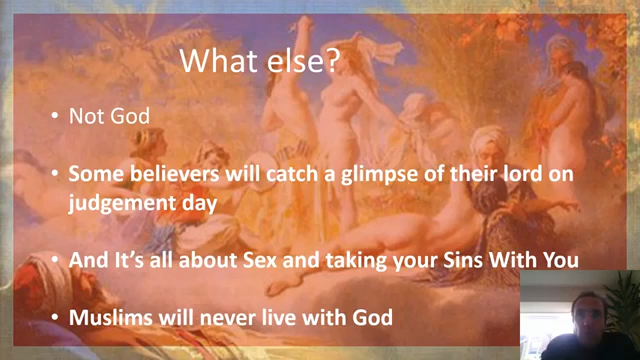 What else?
• Not God
• Some believers will catch a glimpse of their lord on
judgement day
• And It's all about Sex and taking your Sins With You
• Muslims will never live with God